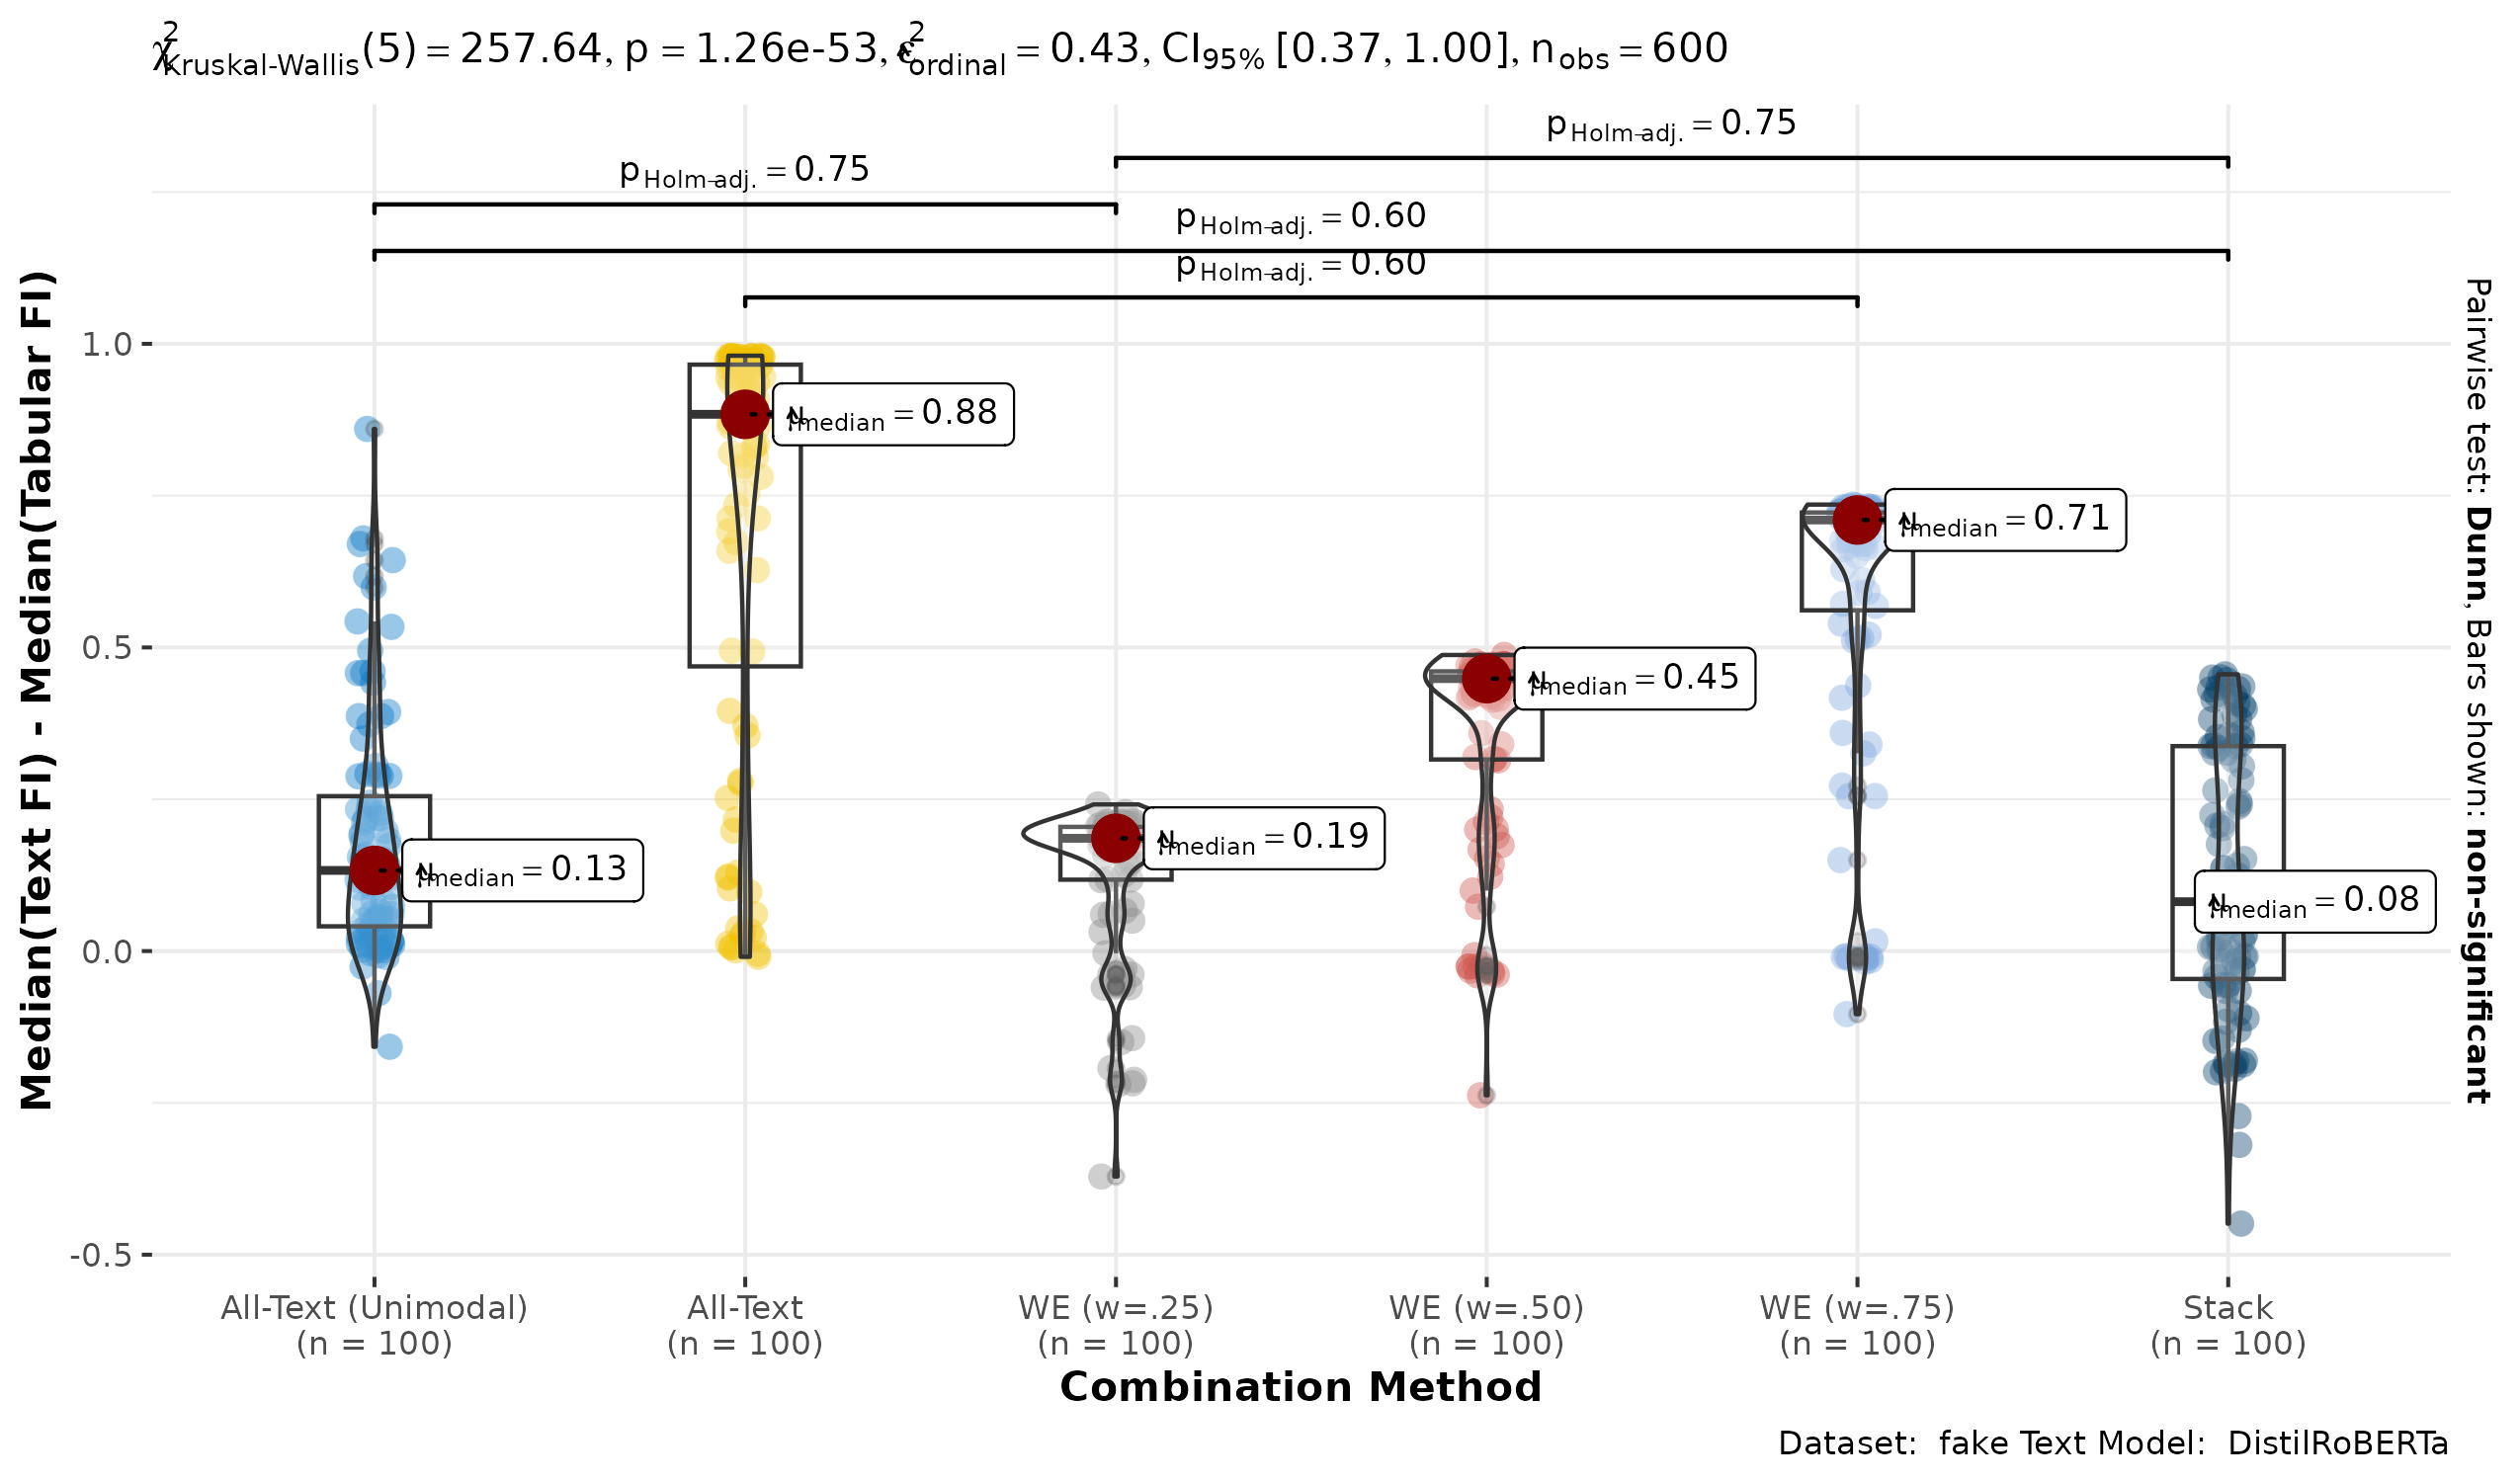 χ²Kruskal-Wallis(5) = 257.64, p = 1.26e-53, ε²ordinal = 0.43, CI95% [0.37, 1.00], nobs = 600
pHolm-adj. = 0.75
pHolm-adj. = 0.75
pHolm-adj. = 0.60
pHolm-adj. = 0.60
Median(Text FI) - Median(Tabular FI)
1.0
0.5
0.0
-0.5
μ̂median = 0.88
μ̂median = 0.71
μ̂median = 0.45
μ̂median = 0.19
μ̂median = 0.13
μ̂median = 0.08
Pairwise test: Dunn, Bars shown: non-significant
All-Text (Unimodal)
(n = 100)
All-Text
(n = 100)
WE (w=.25)
(n = 100)
WE (w=.50)
(n = 100)
WE (w=.75)
(n = 100)
Stack
(n = 100)
Combination Method
Dataset:  fake Text Model:  DistilRoBERTa